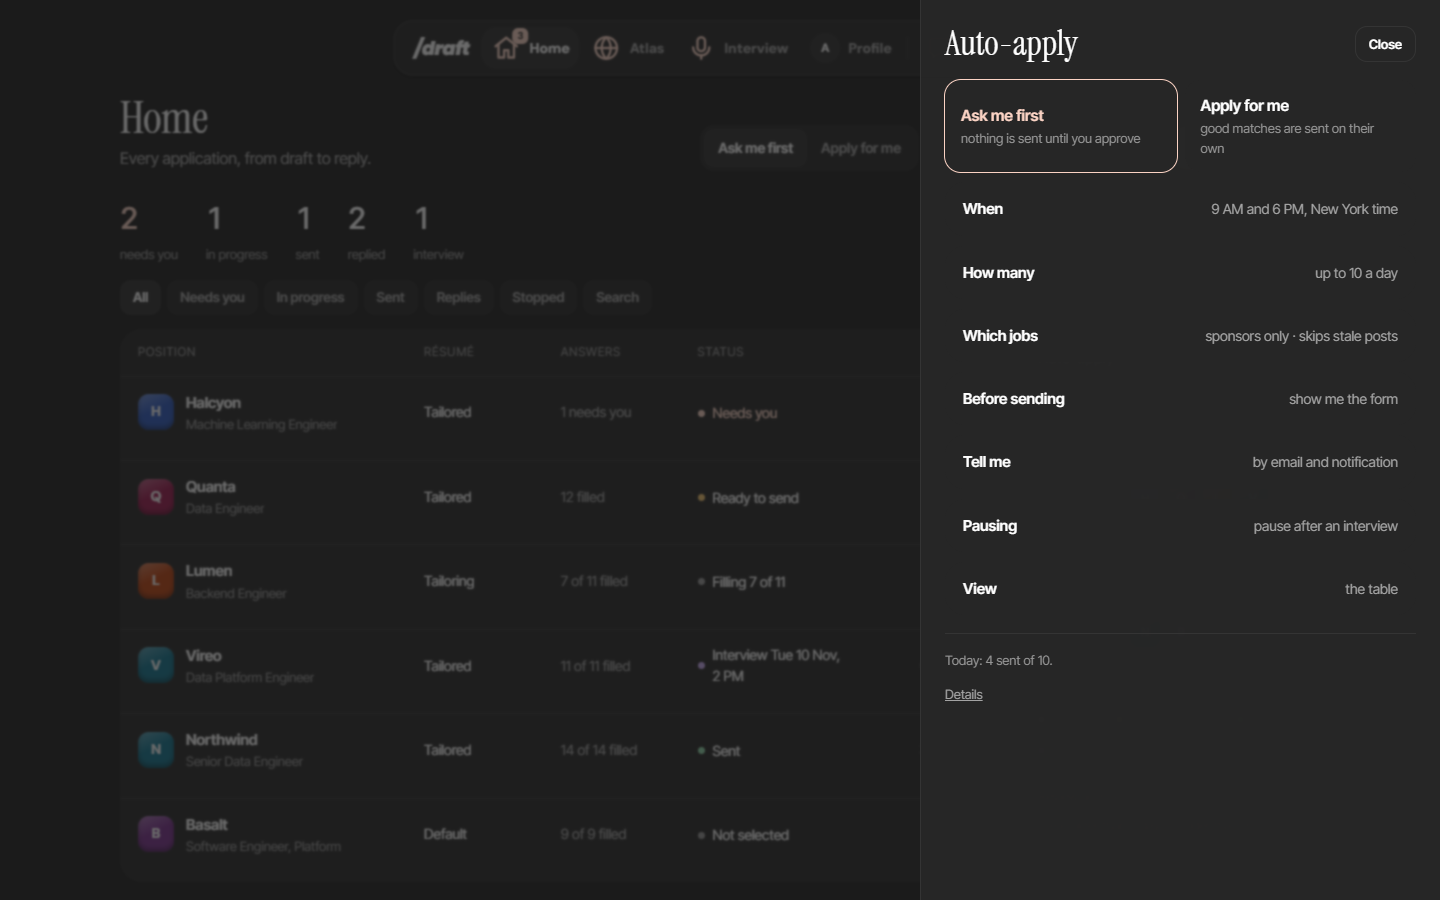 /draft
3
Home
Atlas
Interview
A
Profile
Home
Every application, from draft to reply.
Ask me first
Apply for me
2
1
1
2
1
needs you
in progress
sent
replied
interview
All
Needs you
In progress
Sent
Replies
Stopped
Search
POSITION
RÉSUMÉ
ANSWERS
STATUS
H
Halcyon
Machine Learning Engineer
Tailored
1 needs you
Needs you
Q
Quanta
Data Engineer
Tailored
12 filled
Ready to send
L
Lumen
Backend Engineer
Tailoring
7 of 11 filled
Filling 7 of 11
V
Vireo
Data Platform Engineer
Tailored
11 of 11 filled
Interview Tue 10 Nov,
2 PM
N
Northwind
Senior Data Engineer
Tailored
14 of 14 filled
Sent
B
Basalt
Software Engineer, Platform
Default
9 of 9 filled
Not selected
Auto-apply
Close
Ask me first
nothing is sent until you approve
Apply for me
good matches are sent on their
own
When
9 AM and 6 PM, New York time
How many
up to 10 a day
Which jobs
sponsors only · skips stale posts
Before sending
show me the form
Tell me
by email and notification
Pausing
pause after an interview
View
the table
Today: 4 sent of 10.
Details